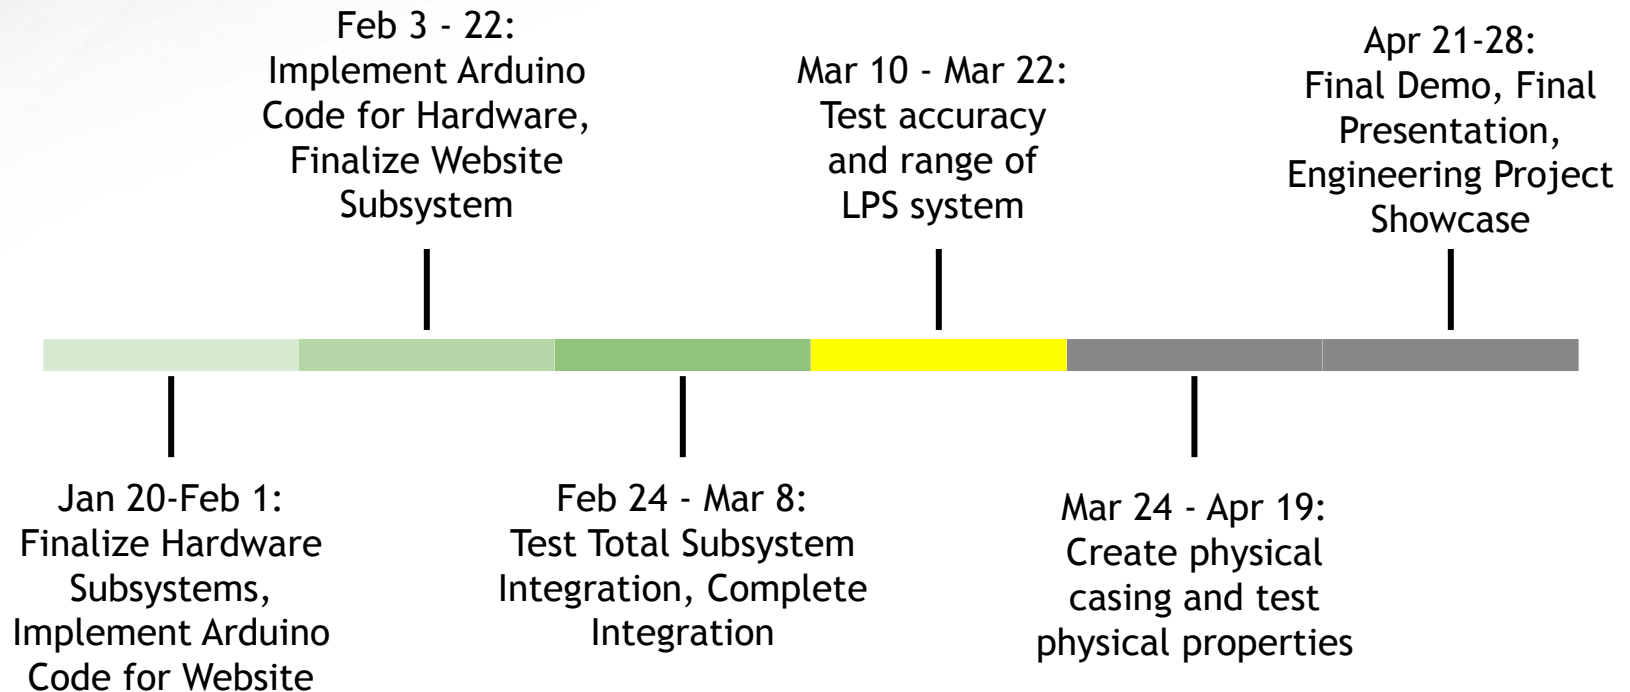 Feb 3 - 22:
Implement Arduino
Code for Hardware,
Finalize Website
Subsystem
Mar 10 - Mar 22:
Test accuracy
and range of
LPS system
Apr 21-28:
Final Demo, Final
Presentation,
Engineering Project
Showcase
Jan 20-Feb 1:
Finalize Hardware
Subsystems,
Implement Arduino
Code for Website
Feb 24 - Mar 8:
Test Total Subsystem
Integration, Complete
Integration
Mar 24 - Apr 19:
Create physical
casing and test
physical properties